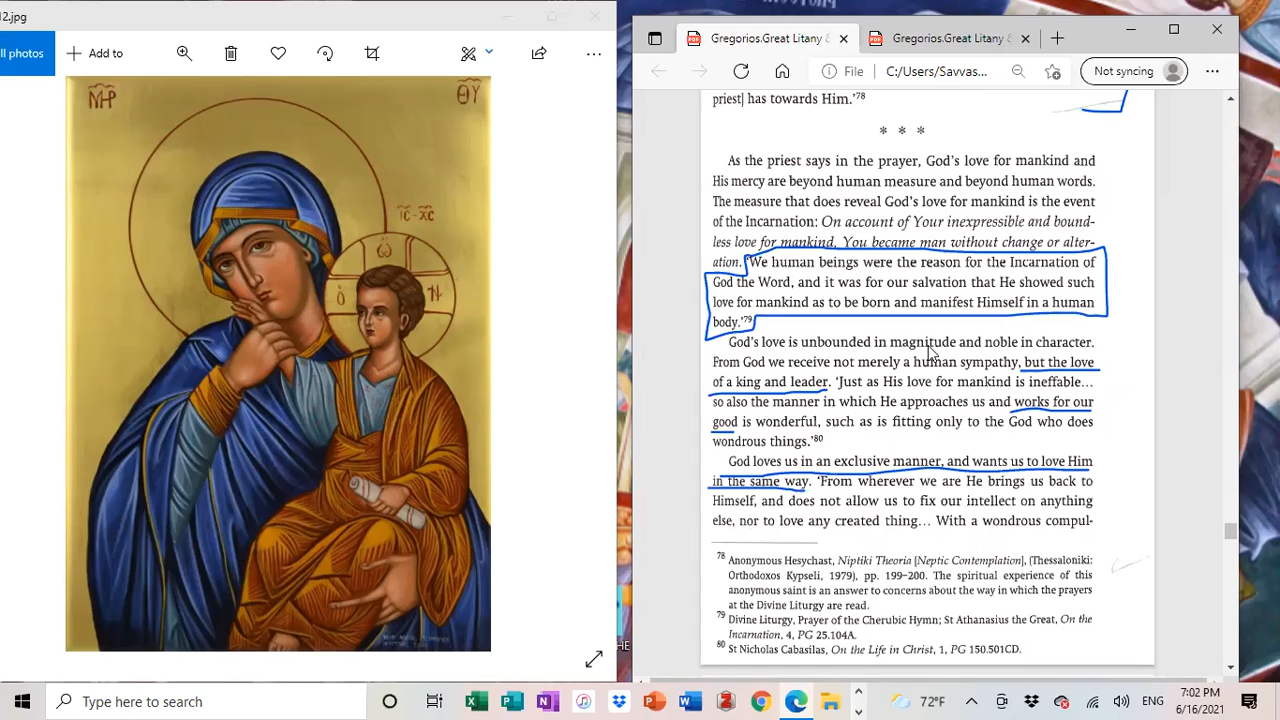 2.jpg
ll photos
Add to
ΜΗΡ
ΘΥ
ΙϹ-ΧϹ
Ὁ
ὤ
Ν
Gregorios.Great Litany &
Gregorios.Great Litany &
File
C:/Users/Savvas...
Not syncing
priest] has towards Him.'78
* * *
As the priest says in the prayer, God's love for mankind and
His mercy are beyond human measure and beyond human words.
The measure that does reveal God's love for mankind is the event
of the Incarnation: On account of Your inexpressible and bound-
less love for mankind, You became man without change or alter-
ation. 'We human beings were the reason for the Incarnation of
God the Word, and it was for our salvation that He showed such
love for mankind as to be born and manifest Himself in a human
body.'79
God's love is unbounded in magnitude and noble in character.
From God we receive not merely a human sympathy, but the love
of a king and leader. 'Just as His love for mankind is ineffable...
so also the manner in which He approaches us and works for our
good is wonderful, such as is fitting only to the God who does
wondrous things.'80
God loves us in an exclusive manner, and wants us to love Him
in the same way. 'From wherever we are He brings us back to
Himself, and does not allow us to fix our intellect on anything
else, nor to love any created thing... With a wondrous compul-
78 Anonymous Hesychast, Niptiki Theoria [Neptic Contemplation], (Thessaloniki:
Orthodoxos Kypseli, 1979), pp. 199–200. The spiritual experience of this
anonymous saint is an answer to concerns about the way in which the prayers
at the Divine Liturgy are read.
79 Divine Liturgy, Prayer of the Cherubic Hymn; St Athanasius the Great, On the
Incarnation, 4, PG 25.104A.
80 St Nicholas Cabasilas, On the Life in Christ, 1, PG 150.501CD.
HE
Type here to search
72°F
ENG
7:02 PM
6/16/2021